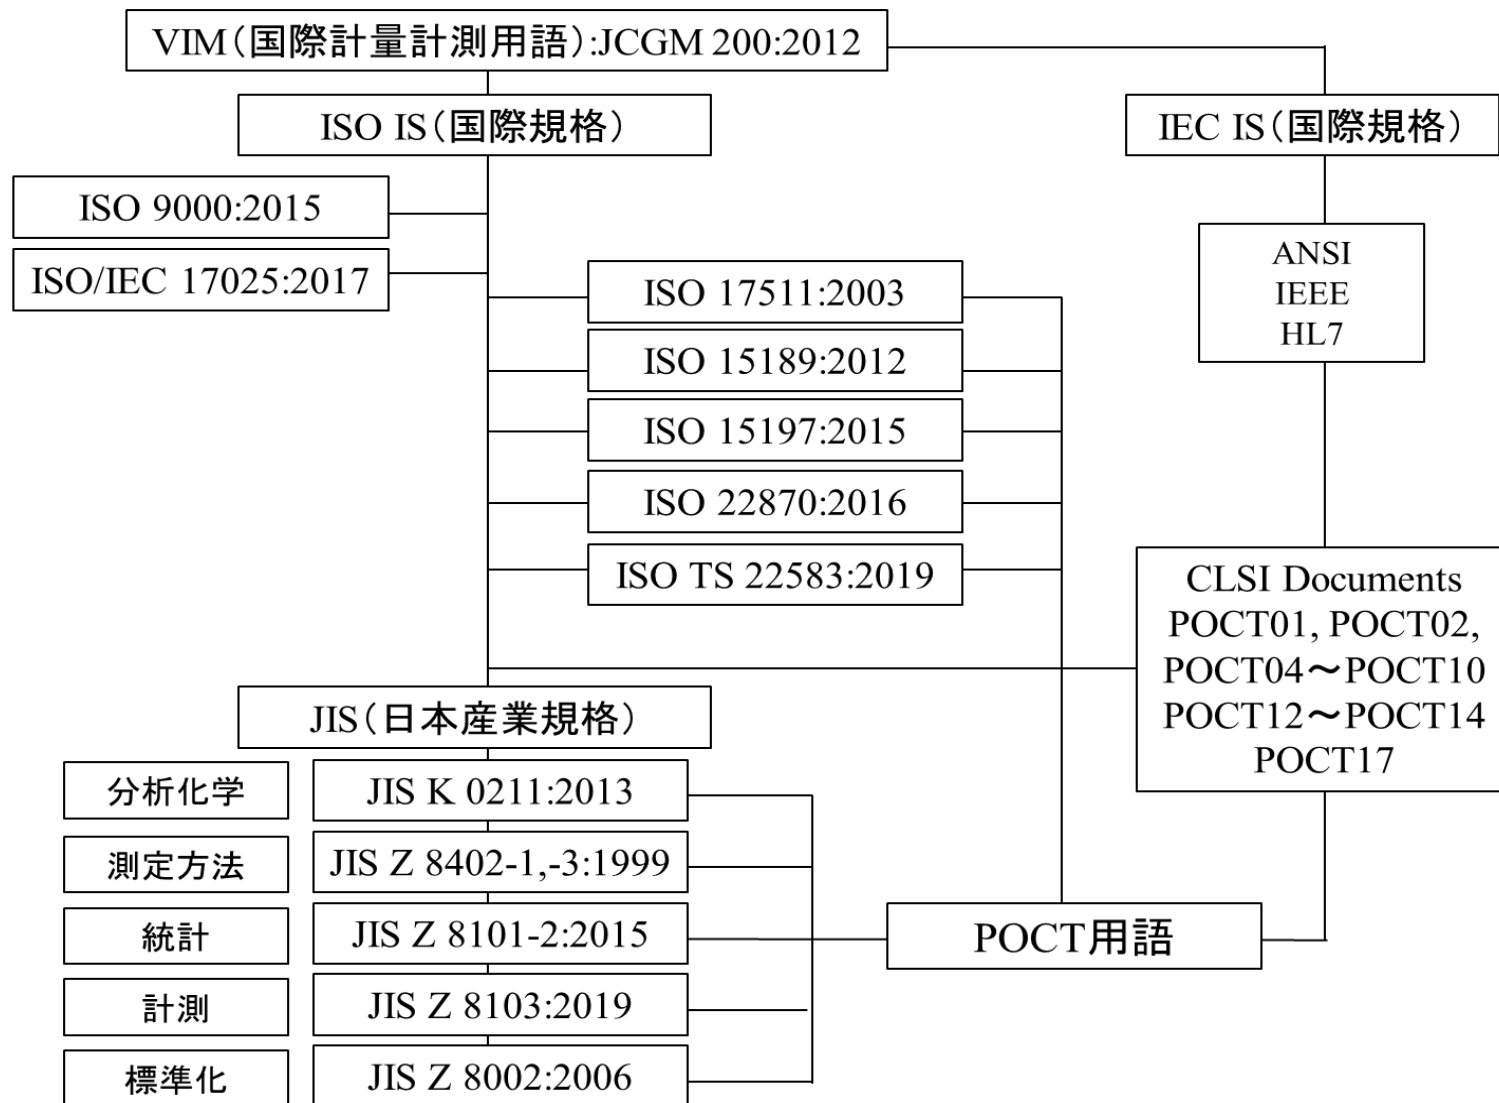 VIM(国際計量計測用語):JCGM 200:2012
ISO IS(国際規格)
IEC IS(国際規格)
ISO 9000:2015
ISO/IEC 17025:2017
ISO 17511:2003
ISO 15189:2012
ISO 15197:2015
ISO 22870:2016
ISO TS 22583:2019
ANSI
IEEE
HL7
CLSI Documents
POCT01, POCT02,
POCT04～POCT10
POCT12～POCT14
POCT17
JIS(日本産業規格)
分析化学
JIS K 0211:2013
測定方法
JIS Z 8402-1,-3:1999
統計
JIS Z 8101-2:2015
計測
JIS Z 8103:2019
標準化
JIS Z 8002:2006
POCT用語